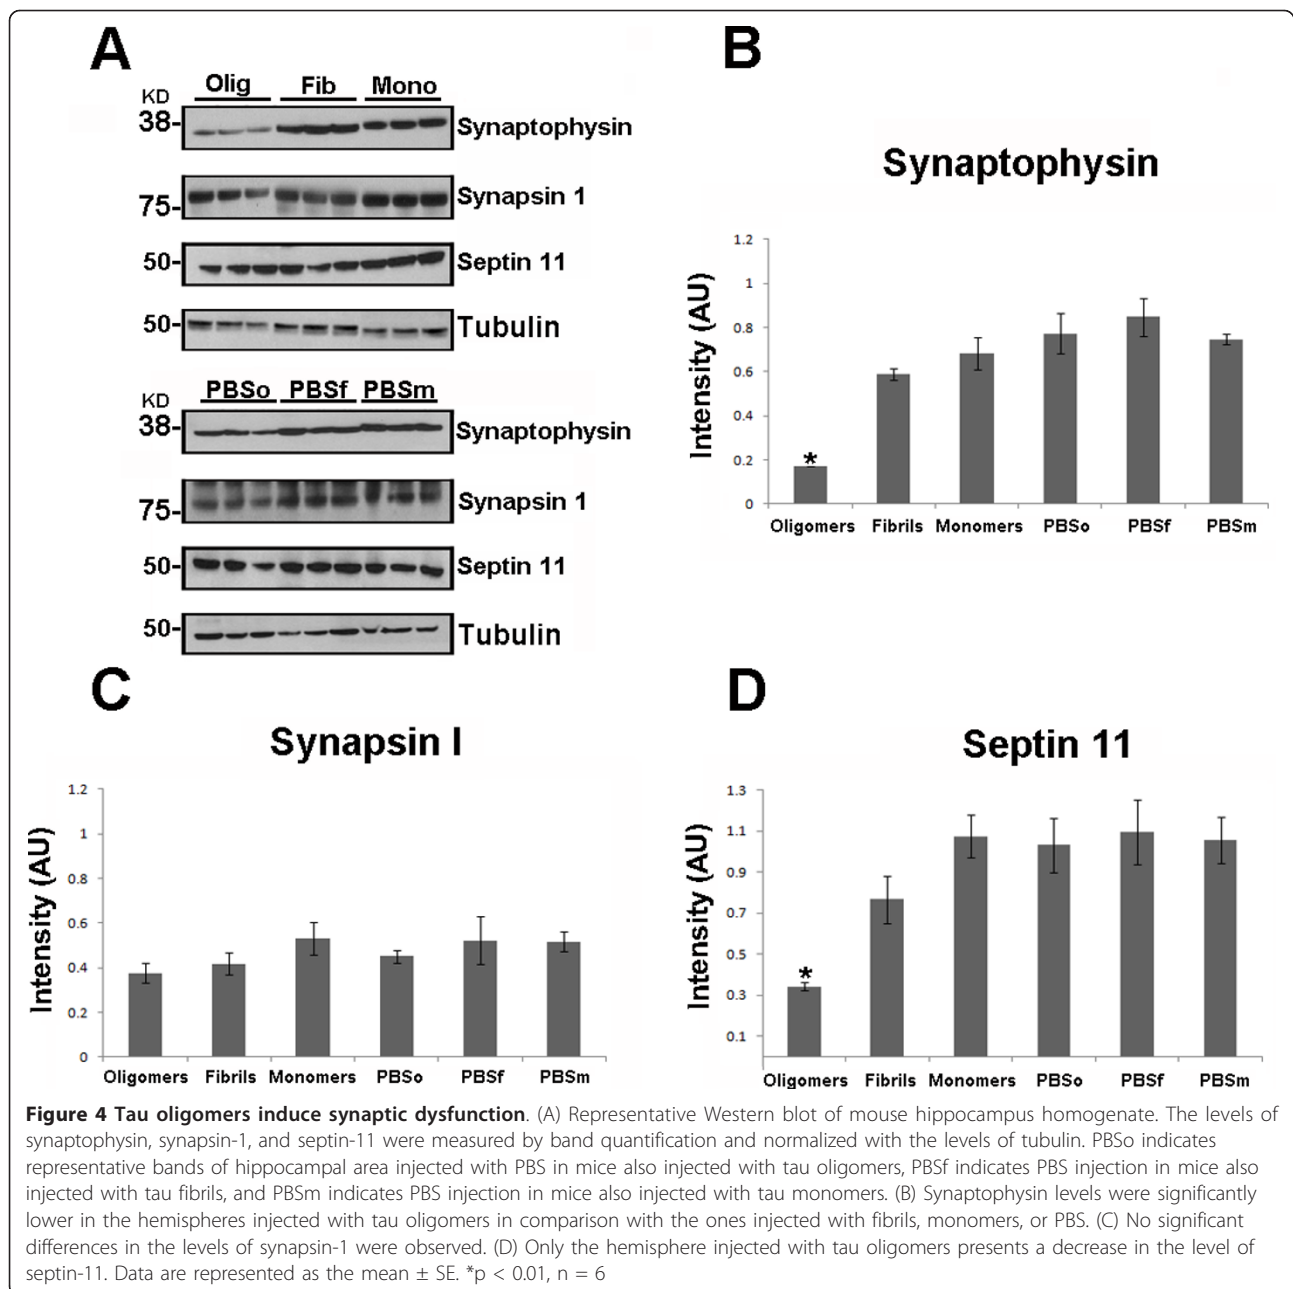 A
Olig Fib Mono
KD
38- Synaptophysin
75- Synapsin 1
50- Septin 11
50- Tubulin
PBSo PBSf PBSm
KD
38- Synaptophysin
75- Synapsin 1
50- Septin 11
50- Tubulin
B
Synaptophysin
Intensity (AU)
1.2
1
0.8
0.6
0.4
0.2
0
*
Oligomers Fibrils Monomers PBSo PBSf PBSm
C
Synapsin I
Intensity (AU)
1.2
1
0.8
0.6
0.4
0.2
0
Oligomers Fibrils Monomers PBSo PBSf PBSm
D
Septin 11
Intensity (AU)
1.3
1.1
0.9
0.7
0.5
0.3
0.1
*
Oligomers Fibrils Monomers PBSo PBSf PBSm
Figure 4 Tau oligomers induce synaptic dysfunction. (A) Representative Western blot of mouse hippocampus homogenate. The levels of
synaptophysin, synapsin-1, and septin-11 were measured by band quantification and normalized with the levels of tubulin. PBSo indicates
representative bands of hippocampal area injected with PBS in mice also injected with tau oligomers, PBSf indicates PBS injection in mice also
injected with tau fibrils, and PBSm indicates PBS injection in mice also injected with tau monomers. (B) Synaptophysin levels were significantly
lower in the hemispheres injected with tau oligomers in comparison with the ones injected with fibrils, monomers, or PBS. (C) No significant
differences in the levels of synapsin-1 were observed. (D) Only the hemisphere injected with tau oligomers presents a decrease in the level of
septin-11. Data are represented as the mean ± SE. *p < 0.01, n = 6